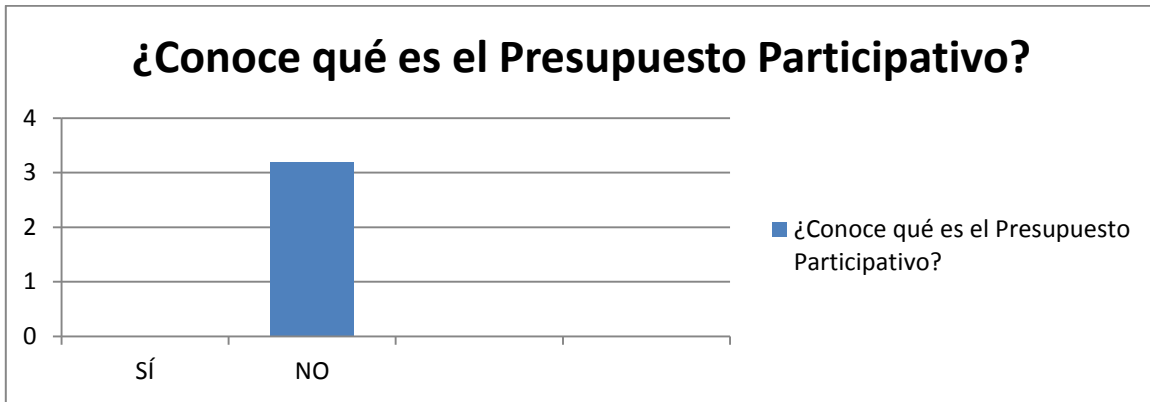 ¿Conoce qué es el Presupuesto Participativo?
4
3
2
1
0
SÍ
NO
¿Conoce qué es el Presupuesto
Participativo?